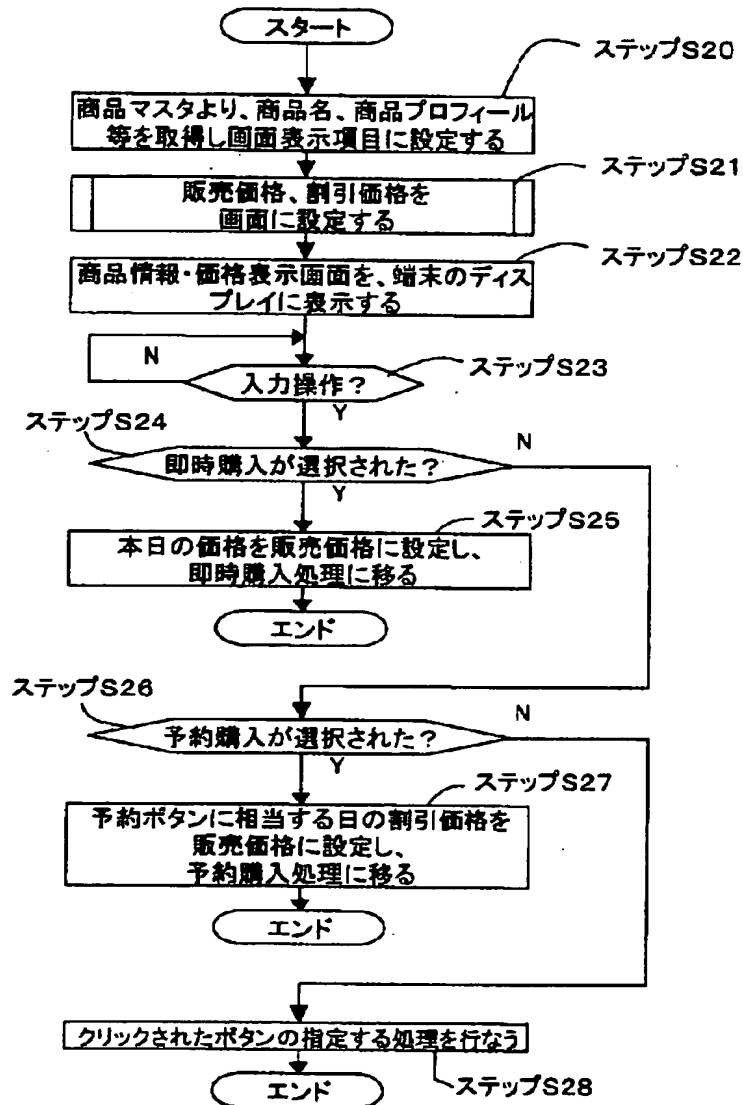 スタート
ステップS20
商品マスタより、商品名、商品プロフィール
等を取得し画面表示項目に設定する
ステップS21
販売価格、割引価格を
画面に設定する
ステップS22
商品情報・価格表示画面を、端末のディス
プレイに表示する
N
ステップS23
入力操作？
Y
ステップS24
N
即時購入が選択された？
Y
ステップS25
本日の価格を販売価格に設定し、
即時購入処理に移る
エンド
ステップS26
N
予約購入が選択された？
Y
ステップS27
予約ボタンに相当する日の割引価格を
販売価格に設定し、
予約購入処理に移る
エンド
クリックされたボタンの指定する処理を行なう
ステップS28
エンド